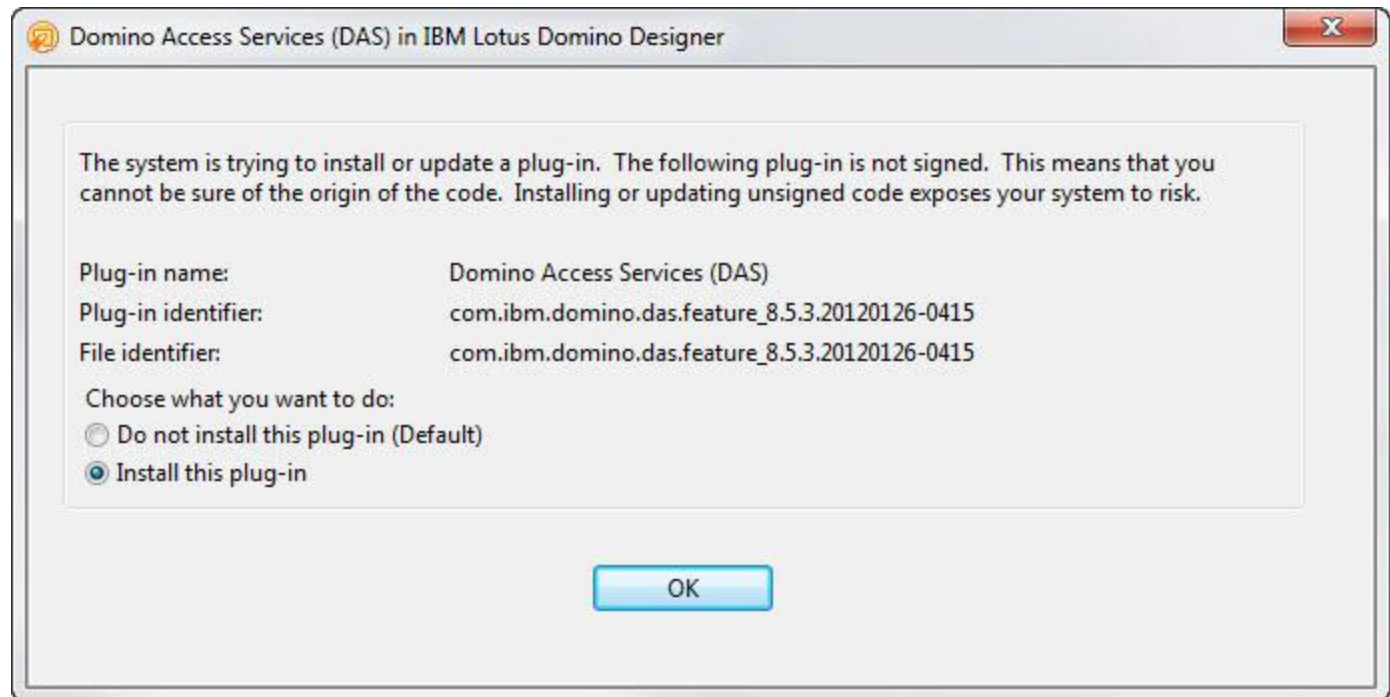 Domino Access Services (DAS) in IBM Lotus Domino Designer
The system is trying to install or update a plug-in.  The following plug-in is not signed.  This means that you
cannot be sure of the origin of the code.  Installing or updating unsigned code exposes your system to risk.
Plug-in name: Domino Access Services (DAS)
Plug-in identifier: com.ibm.domino.das.feature_8.5.3.20120126-0415
File identifier: com.ibm.domino.das.feature_8.5.3.20120126-0415
Choose what you want to do:
Do not install this plug-in (Default)
Install this plug-in
OK